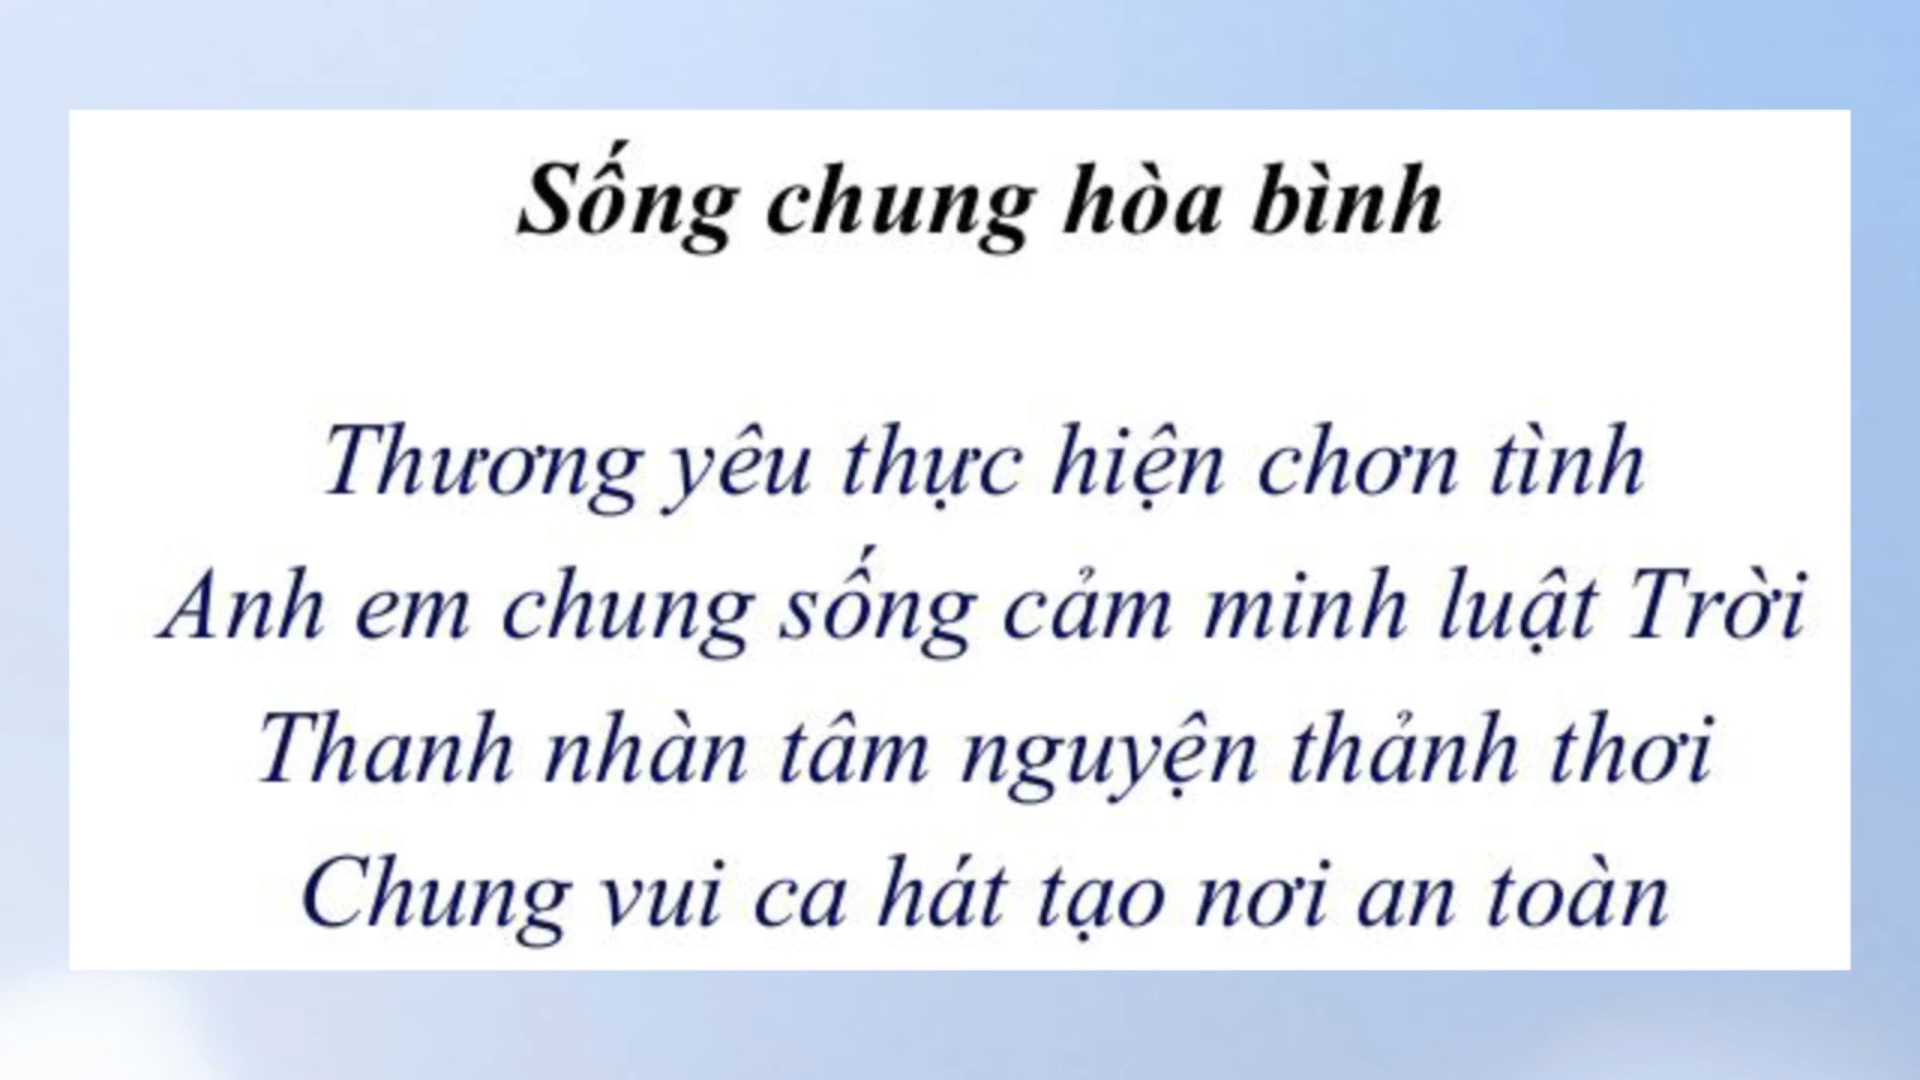 Sống chung hòa bình
Thương yêu thực hiện chơn tình
Anh em chung sống cảm minh luật Trời
Thanh nhàn tâm nguyện thảnh thơi
Chung vui ca hát tạo nơi an toàn